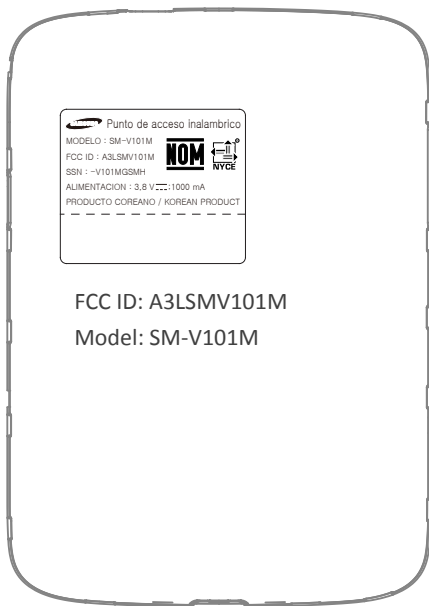 SAMSUNG Punto de acceso inalambrico
MODELO : SM-V101M
FCC ID : A3LSMV101M
SSN : -V101MGSMH
ALIMENTACION : 3,8 V⎓;1000 mA
PRODUCTO COREANO / KOREAN PRODUCT
NOM
NYCE
FCC ID: A3LSMV101M
Model: SM-V101M